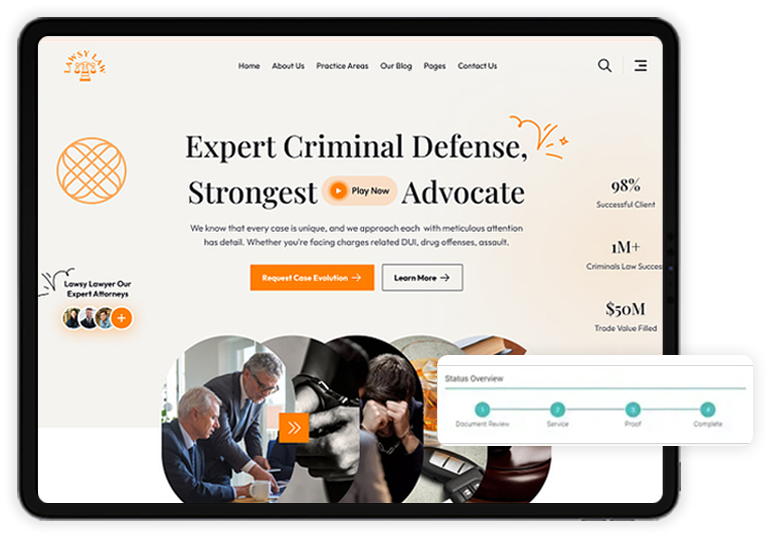 LAWSY LAW
Home About Us Practice Areas Our Blog Pages Contact Us
Expert Criminal Defense,
Strongest Play Now Advocate
We know that every case is unique, and we approach each with meticulous attention
has detail. Whether you're facing charges related DUI, drug offenses, assault.
Request Case Evolution Learn More
98%
Successful Client
1M+
Criminals Law Succes
$50M
Trade Value Filled
Lawsy Lawyer Our
Expert Attorneys
Status Overview
1 2 3 4
Document Review Service Proof Complete